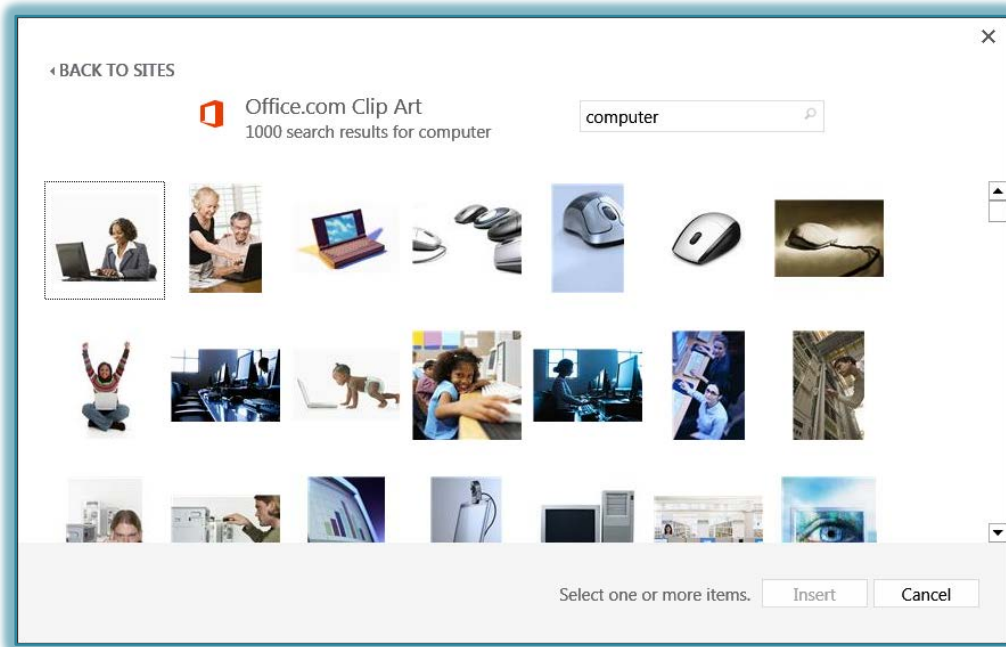 BACK TO SITES
Office.com Clip Art
1000 search results for computer
computer
Select one or more items.
Insert
Cancel